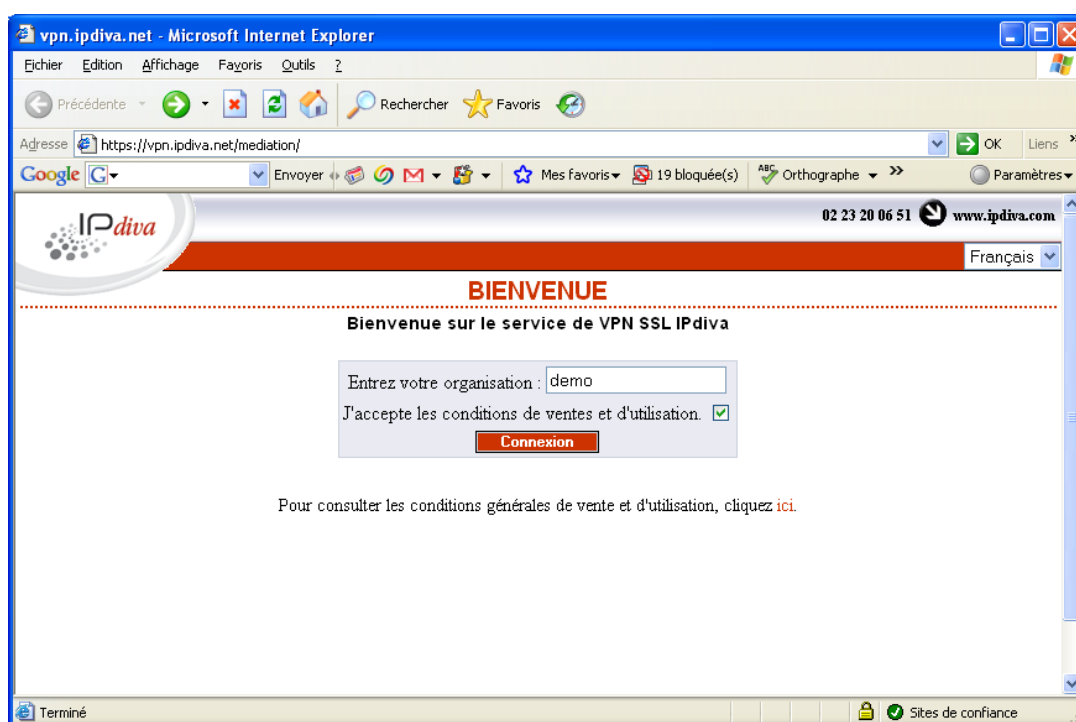 vpn.ipdiva.net - Microsoft Internet Explorer
Fichier Edition Affichage Favoris Outils ?
Précédente Rechercher Favoris
Adresse https://vpn.ipdiva.net/mediation/ OK Liens »
Google G Envoyer Mes favoris 19 bloquée(s) ABC Orthographe » Paramètres
IPdiva 02 23 20 06 51 www.ipdiva.com
Français
BIENVENUE
Bienvenue sur le service de VPN SSL IPdiva
Entrez votre organisation : demo
J'accepte les conditions de ventes et d'utilisation.
Connexion
Pour consulter les conditions générales de vente et d'utilisation, cliquez ici.
Terminé Sites de confiance